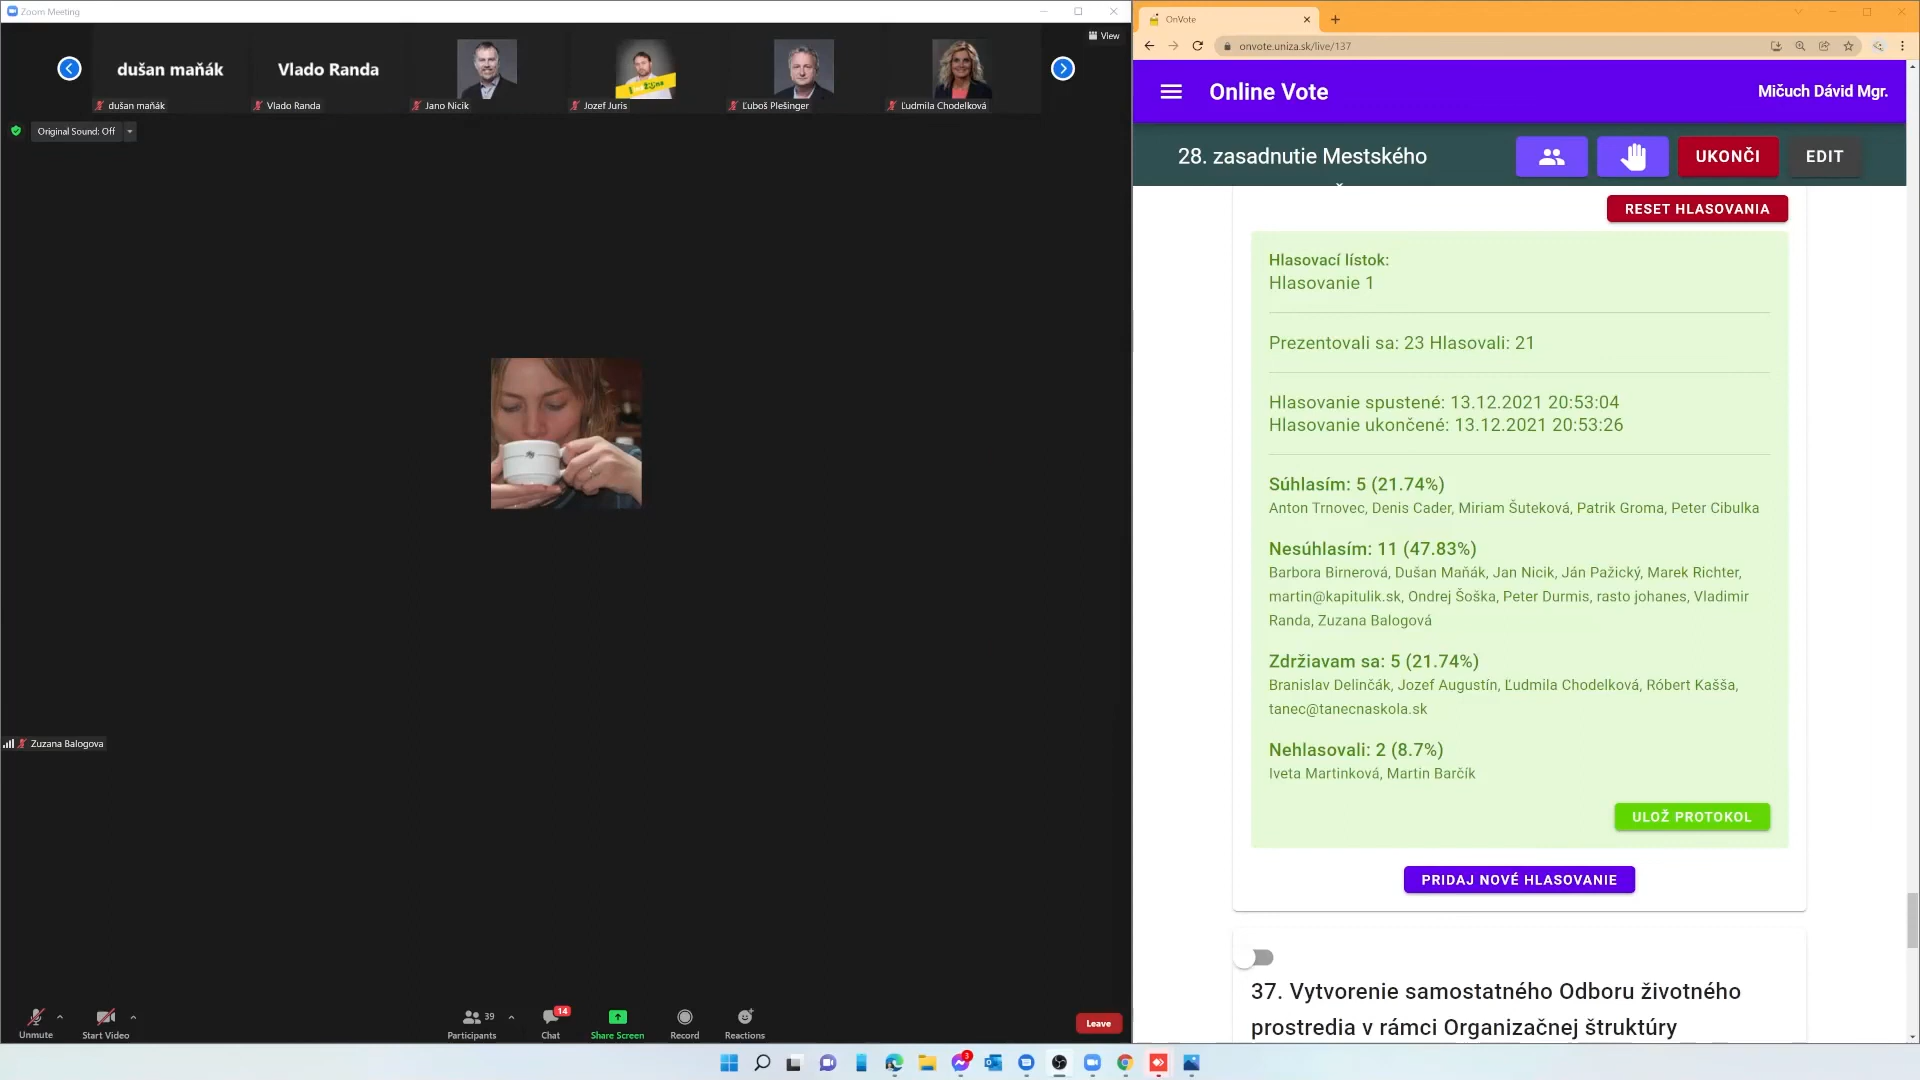 Zoom Meeting
View
dušan maňák
Vlado Randa
dušan maňák
Vlado Randa
Jano Nicík
Jozef Juris
Ľuboš Plešinger
Ľudmila Chodelková
Original Sound: Off
Zuzana Balogova
Unmute
Start Video
39
Participants
14
Chat
Share Screen
Record
Reactions
Leave
OnVote
onvote.uniza.sk/live/137
Online Vote
Mičuch Dávid Mgr.
28. zasadnutie Mestského
UKONČI
EDIT
RESET HLASOVANIA
Hlasovací lístok:
Hlasovanie 1
Prezentovali sa: 23 Hlasovali: 21
Hlasovanie spustené: 13.12.2021 20:53:04
Hlasovanie ukončené: 13.12.2021 20:53:26
Súhlasím: 5 (21.74%)
Anton Trnovec, Denis Cader, Miriam Šuteková, Patrik Groma, Peter Cibulka
Nesúhlasím: 11 (47.83%)
Barbora Birnerová, Dušan Maňák, Jan Nicik, Ján Pažický, Marek Richter,
martin@kapitulik.sk, Ondrej Šoška, Peter Durmis, rasto johanes, Vladimir
Randa, Zuzana Balogová
Zdržiavam sa: 5 (21.74%)
Branislav Delinčák, Jozef Augustín, Ľudmila Chodelková, Róbert Kašša,
tanec@tanecnaskola.sk
Nehlasovali: 2 (8.7%)
Iveta Martinková, Martin Barčík
ULOŽ PROTOKOL
PRIDAJ NOVÉ HLASOVANIE
37. Vytvorenie samostatného Odboru životného
prostredia v rámci Organizačnej štruktúry
3